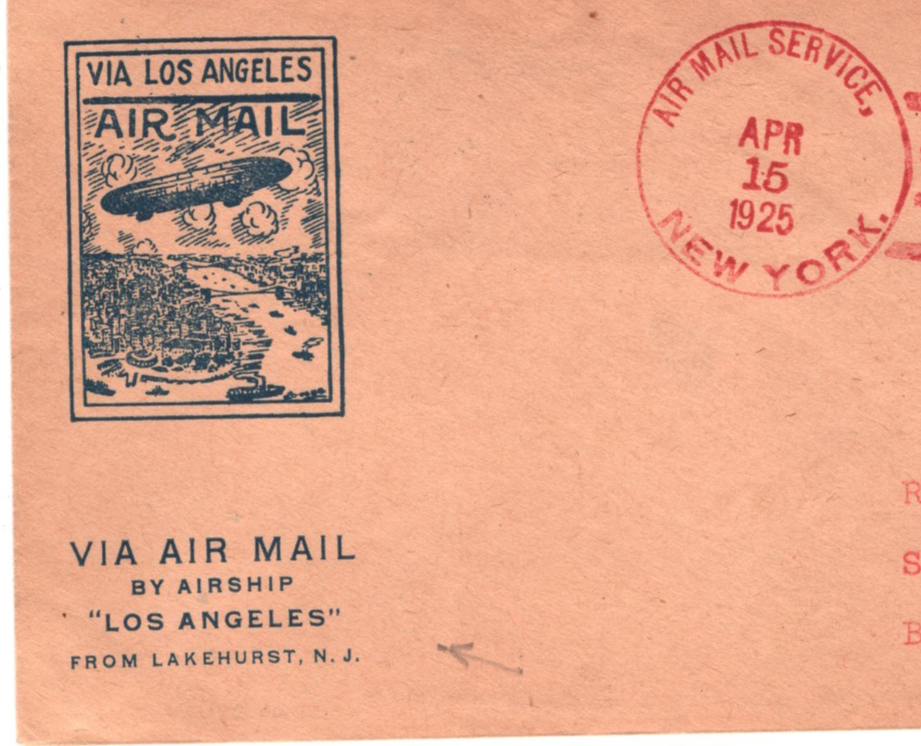 VIA LOS ANGELES
AIR MAIL
AIR MAIL SERVICE,
APR
15
1925
NEW YORK.
R
S
B
VIA AIR MAIL
BY AIRSHIP
"LOS ANGELES"
FROM LAKEHURST, N. J.